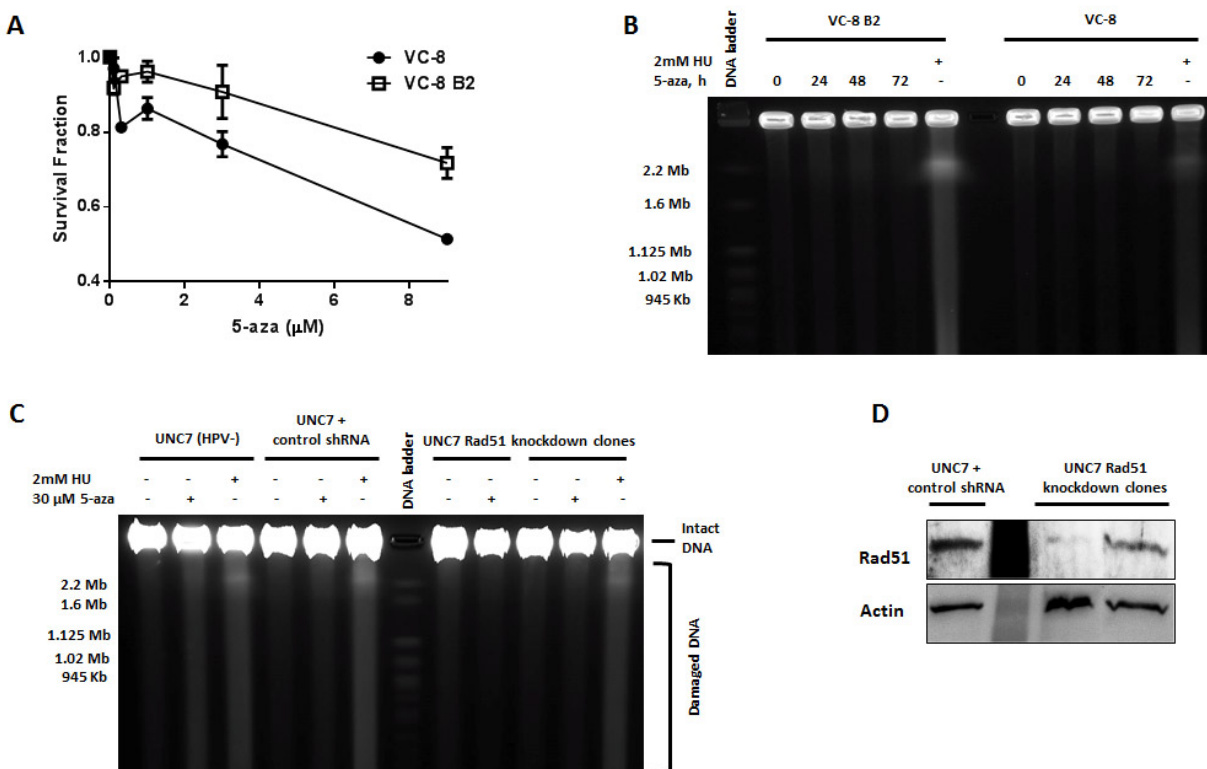 A
1.0
0.8
0.6
0.4
Survival Fraction
0
2
4
6
8
5-aza (μM)
VC-8
VC-8 B2
B
DNA ladder
VC-8 B2
VC-8
2mM HU + +
5-aza, h 0 24 48 72 - 0 24 48 72 -
2.2 Mb
1.6 Mb
1.125 Mb
1.02 Mb
945 Kb
C
UNC7 (HPV-)
UNC7 +
control shRNA
DNA ladder
UNC7 Rad51 knockdown clones
2mM HU - - + - - + - - - - +
30 μM 5-aza - + - - + - - + - + -
Intact
DNA
2.2 Mb
1.6 Mb
1.125 Mb
1.02 Mb
945 Kb
Damaged DNA
D
UNC7 +
control shRNA
UNC7 Rad51
knockdown clones
Rad51
Actin